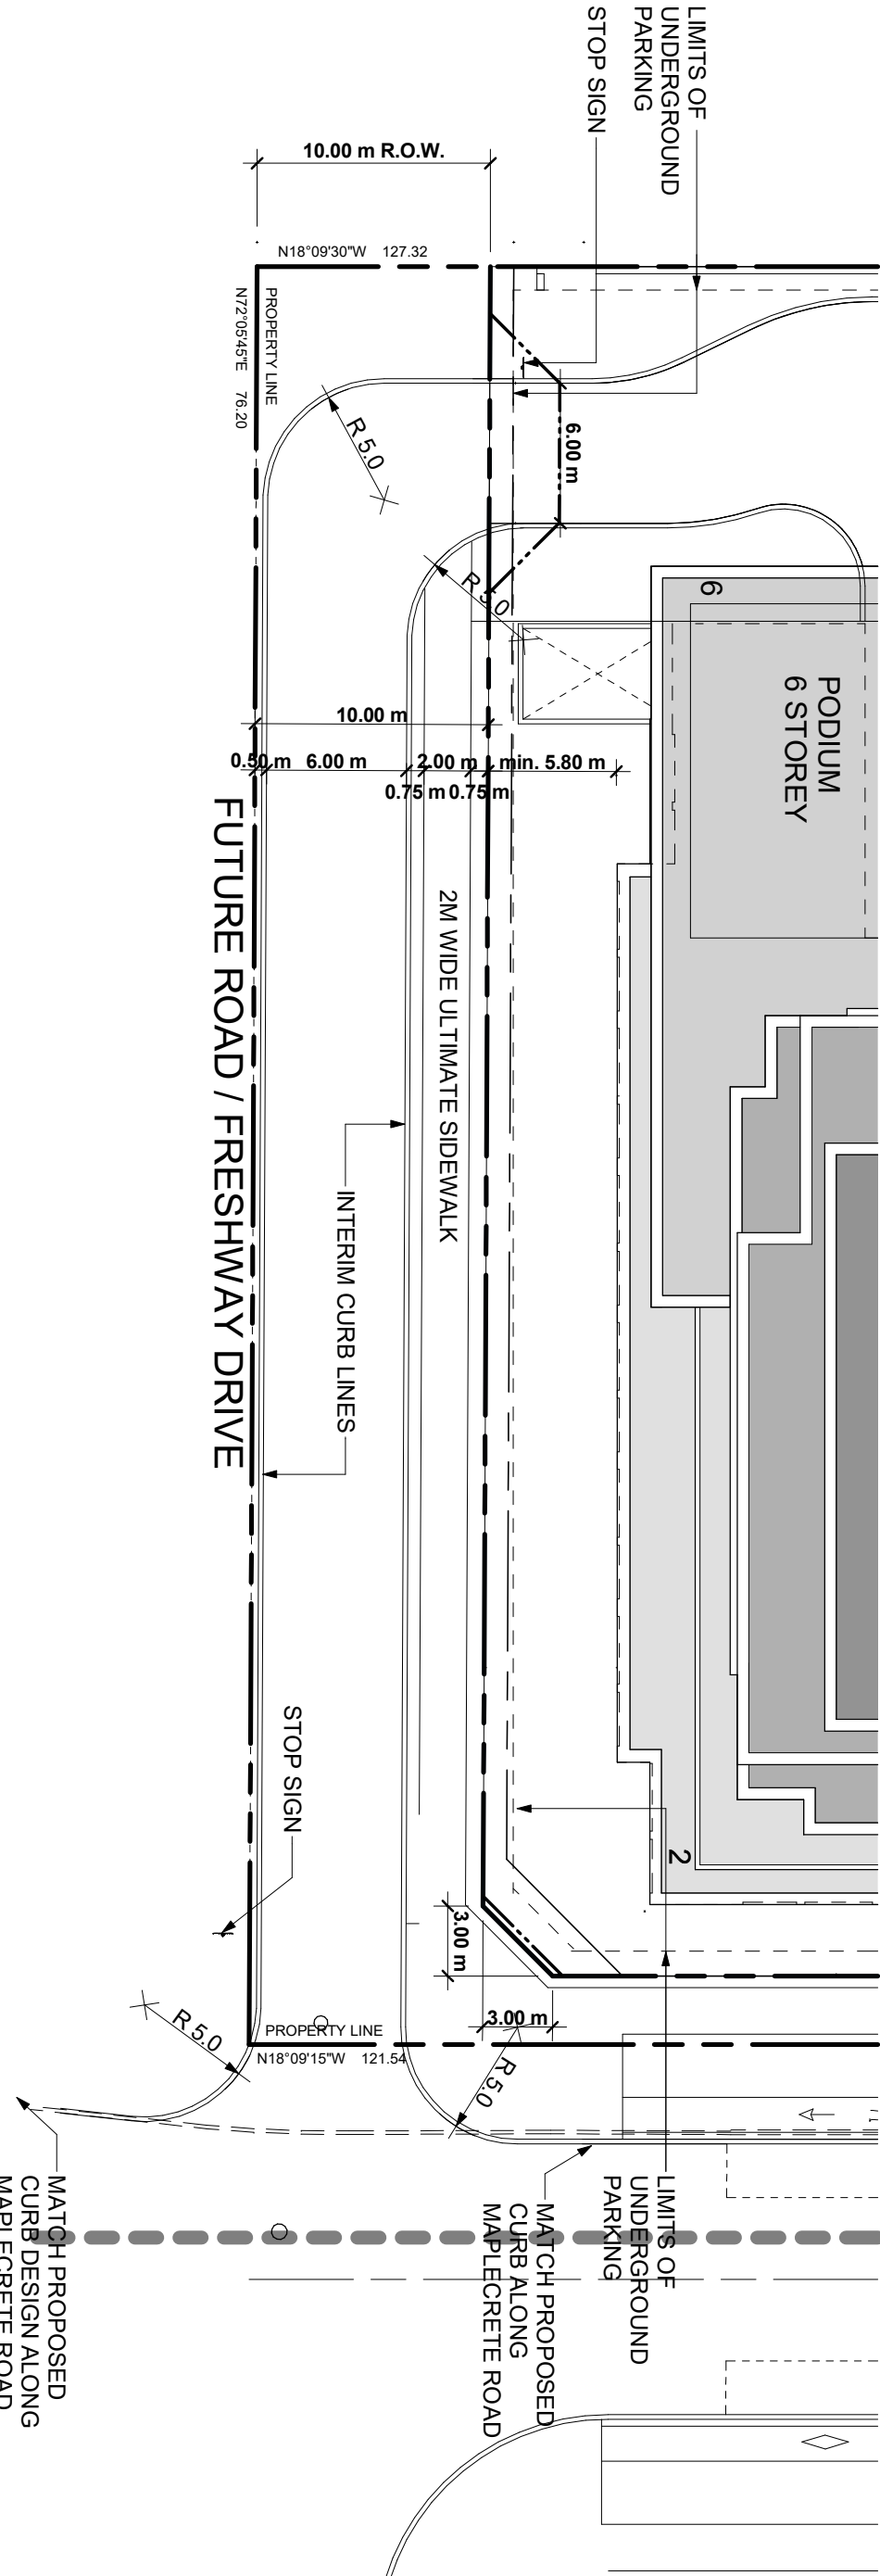 LIMITS OF
UNDERGROUND
PARKING
STOP SIGN
10.00 m R.O.W.
N18°09'30"W 127.32
PROPERTY LINE
N72°05'45"E 76.20
R 5.0
6.00 m
R 5.0
6
PODIUM
6 STOREY
10.00 m
0.50 m 6.00 m 2.00 m min. 5.80 m
0.75 m 0.75 m
2M WIDE ULTIMATE SIDEWALK
FUTURE ROAD / FRESHWAY DRIVE
INTERIM CURB LINES
STOP SIGN
2
3.00 m
3.00 m
PROPERTY LINE
N18°09'15"W 121.54
R 5.0
R 5.0
LIMITS OF
UNDERGROUND
PARKING
MATCH PROPOSED
CURB ALONG
MAPLECRETE ROAD
MATCH PROPOSED
CURB DESIGN ALONG
MAPLECRETE ROAD